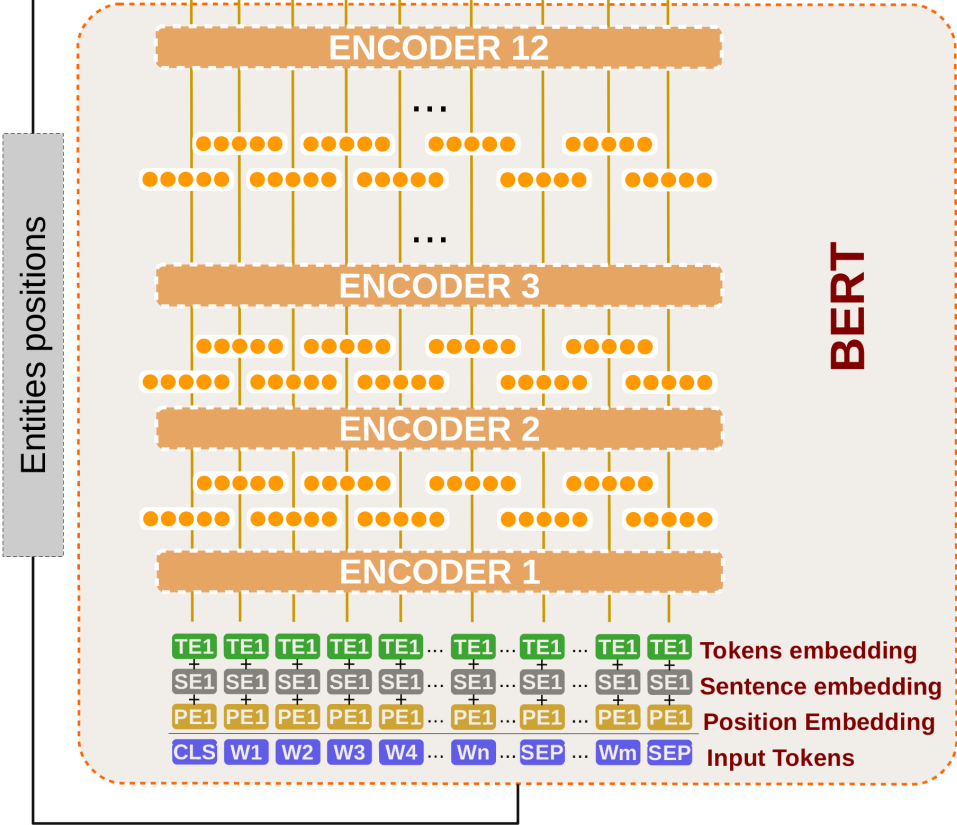 ENCODER 12
...
...
ENCODER 3
ENCODER 2
ENCODER 1
Entities positions
BERT
TE1 TE1 TE1 TE1 TE1 ... TE1 ... TE1 ... TE1 TE1 Tokens embedding
+ + + + + + + + +
SE1 SE1 SE1 SE1 SE1 ... SE1 ... SE1 ... SE1 SE1 Sentence embedding
+ + + + + + + + +
PE1 PE1 PE1 PE1 PE1 ... PE1 ... PE1 ... PE1 PE1 Position Embedding
CLS W1 W2 W3 W4 ... Wn ... SEP ... Wm SEP Input Tokens